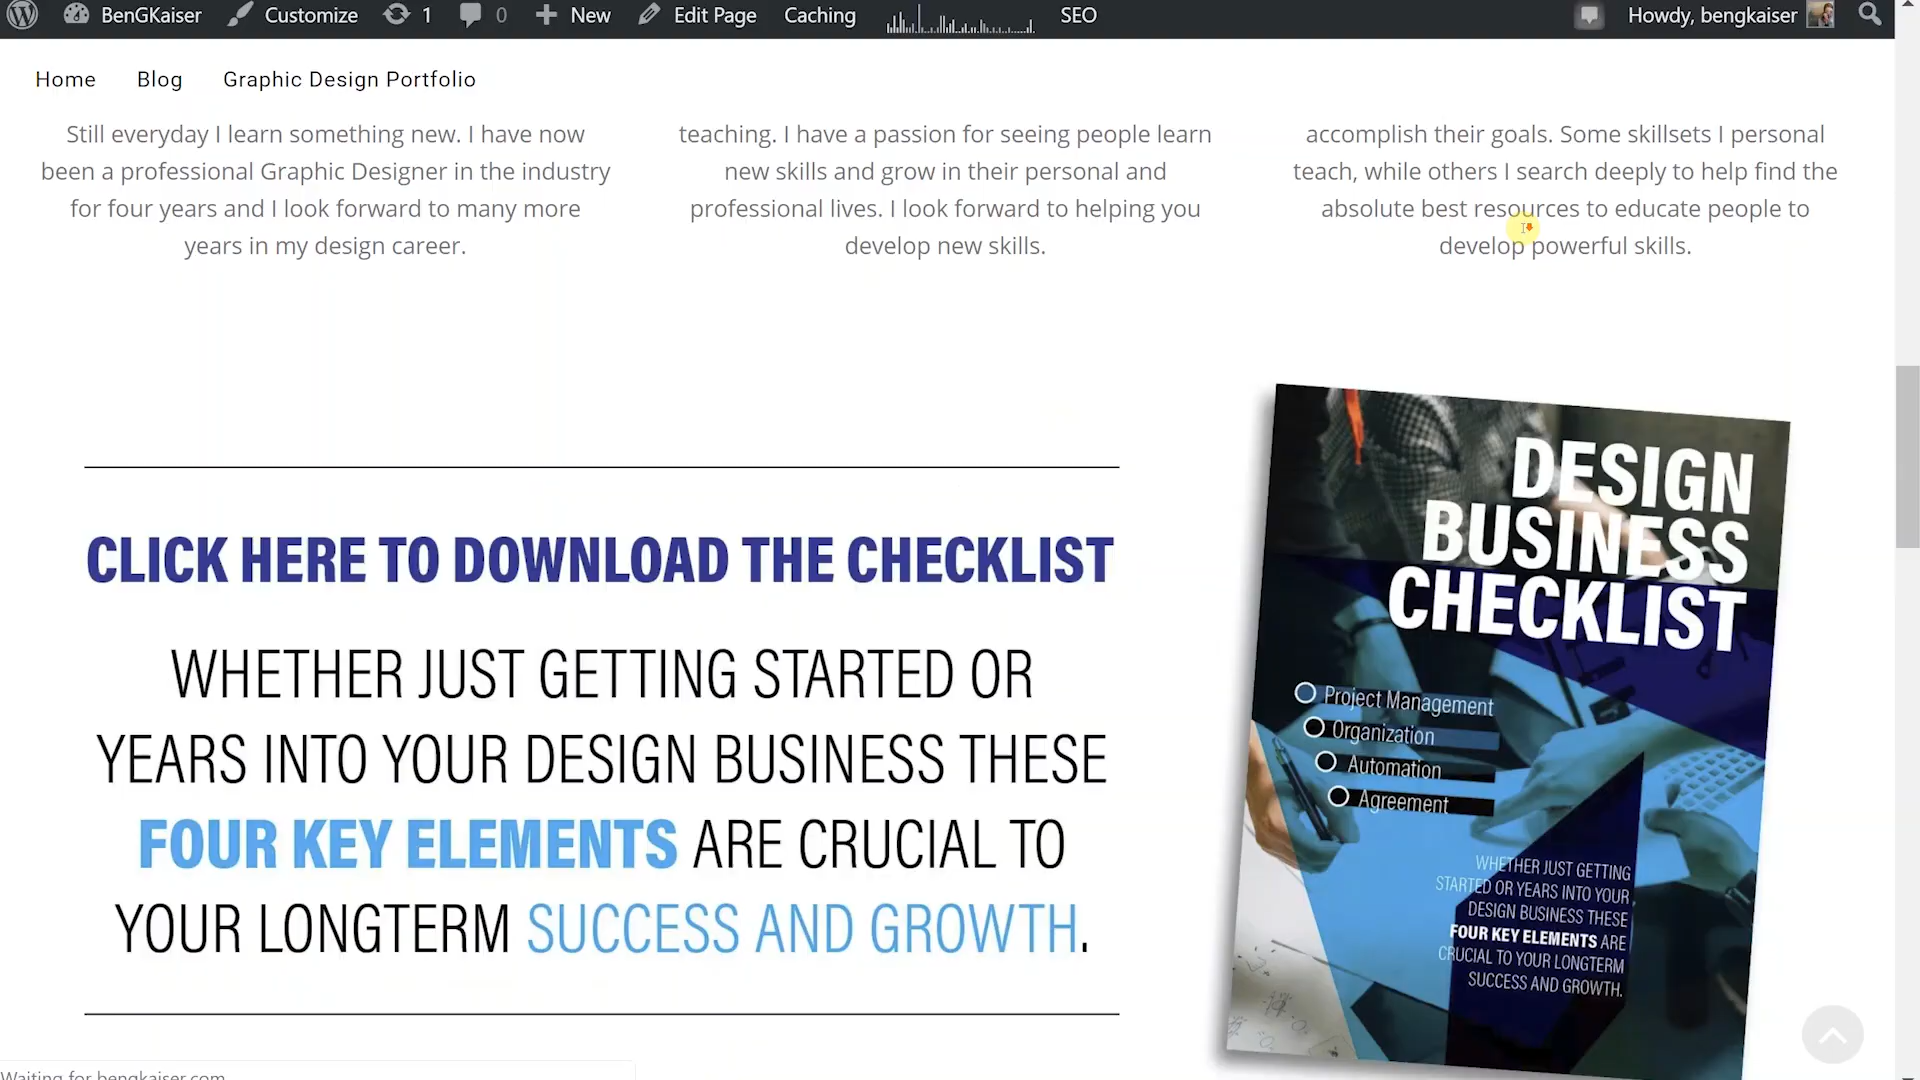 BenGKaiser Customize 1 0 New Edit Page Caching SEO Howdy, bengkaiser
Home Blog Graphic Design Portfolio
Still everyday I learn something new. I have now
been a professional Graphic Designer in the industry
for four years and I look forward to many more
years in my design career.
teaching. I have a passion for seeing people learn
new skills and grow in their personal and
professional lives. I look forward to helping you
develop new skills.
accomplish their goals. Some skillsets I personal
teach, while others I search deeply to help find the
absolute best resources to educate people to
develop powerful skills.
CLICK HERE TO DOWNLOAD THE CHECKLIST
WHETHER JUST GETTING STARTED OR
YEARS INTO YOUR DESIGN BUSINESS THESE
FOUR KEY ELEMENTS ARE CRUCIAL TO
YOUR LONGTERM SUCCESS AND GROWTH.
DESIGN
BUSINESS
CHECKLIST
Project Management
Organization
Automation
Agreement
WHETHER JUST GETTING
STARTED OR YEARS INTO YOUR
DESIGN BUSINESS THESE
FOUR KEY ELEMENTS ARE
CRUCIAL TO YOUR LONGTERM
SUCCESS AND GROWTH.
Waiting for bengkaiser.com